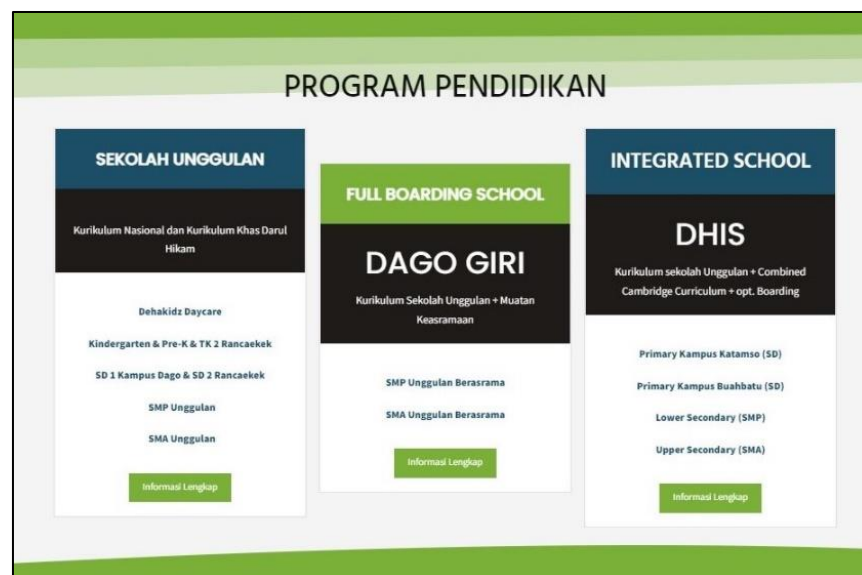 PROGRAM PENDIDIKAN
SEKOLAH UNGGULAN
Kurikulum Nasional dan Kurikulum Khas Darul
Hikam
Dehakidz Daycare
Kindergarten & Pre-K & TK 2 Rancaekek
SD 1 Kampus Dago & SD 2 Rancaekek
SMP Unggulan
SMA Unggulan
Informasi Lengkap
FULL BOARDING SCHOOL
DAGO GIRI
Kurikulum Sekolah Unggulan + Muatan
Keasramaan
SMP Unggulan Berasrama
SMA Unggulan Berasrama
Informasi Lengkap
INTEGRATED SCHOOL
DHIS
Kurikulum sekolah Unggulan + Combined
Cambridge Curriculum + opt. Boarding
Primary Kampus Katamso (SD)
Primary Kampus Buahbatu (SD)
Lower Secondary (SMP)
Upper Secondary (SMA)
Informasi Lengkap